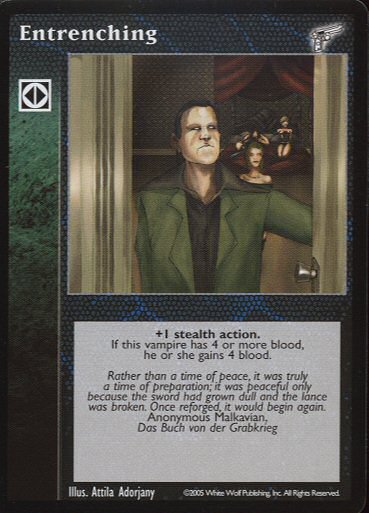 Entrenching
+1 stealth action.
If this vampire has 4 or more blood,
he or she gains 4 blood.
Rather than a time of peace, it was truly
a time of preparation; it was peaceful only
because the sword had grown dull and the lance
was broken. Once reforged, it would begin again.
Anonymous Malkavian,
Das Buch von der Grabkrieg
Illus. Attila Adorjany
©2005 White Wolf Publishing, Inc. All Rights Reserved.